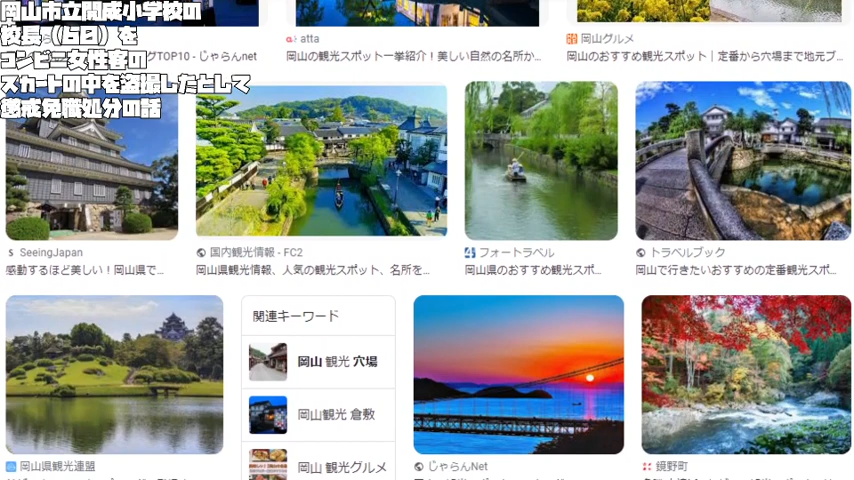 岡山市立開成小学校の
校長（60）を
コンビニ女性客の
スカートの中を盗撮したとして
懲戒免職処分の話
グTOP10 - じゃらんnet
atta
岡山の観光スポット一挙紹介！美しい自然の名所か...
岡山グルメ
岡山のおすすめ観光スポット｜定番から穴場まで地元ブ...
SeeingJapan
感動するほど美しい！岡山県で...
国内観光情報 - FC2
岡山県観光情報、人気の観光スポット、名所を...
フォートラベル
岡山県のおすすめ観光スポ...
トラベルブック
岡山で行きたいおすすめの定番観光スポ...
関連キーワード
岡山 観光 穴場
岡山観光 倉敷
岡山 観光グルメ
岡山県観光連盟
じゃらんNet
鏡野町